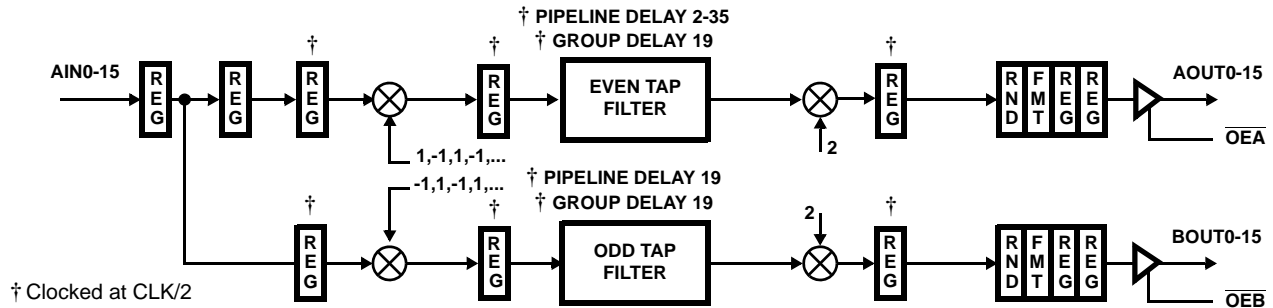 † PIPELINE DELAY 2-35
† GROUP DELAY 19
AIN0-15
REG
REG
†
REG
†
REG
EVEN TAP
FILTER
†
REG
RND
FMT
REG
REG
AOUT0-15
2
OEA
1,-1,1,-1,...
-1,1,-1,1,...
† PIPELINE DELAY 19
† GROUP DELAY 19
†
REG
†
REG
ODD TAP
FILTER
2
†
REG
RND
FMT
REG
REG
BOUT0-15
OEB
† Clocked at CLK/2